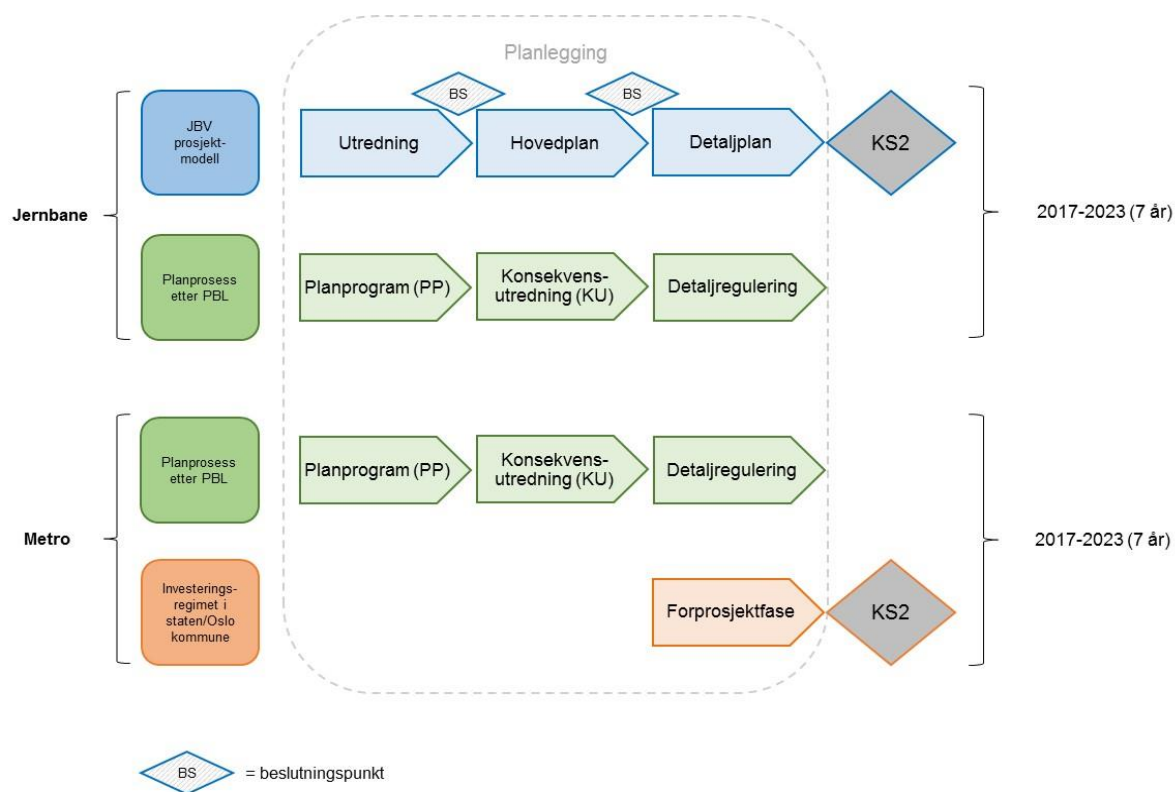 Planlegging
BS
BS
JBV
prosjekt-
modell
Utredning
Hovedplan
Detaljplan
KS2
Jernbane
2017-2023 (7 år)
Planprosess
etter PBL
Planprogram (PP)
Konsekvens-
utredning (KU)
Detaljregulering
Planprosess
etter PBL
Planprogram (PP)
Konsekvens-
utredning (KU)
Detaljregulering
Metro
2017-2023 (7 år)
Investerings-
regimet i
staten/Oslo
kommune
Forprosjektfase
KS2
BS
= beslutningspunkt